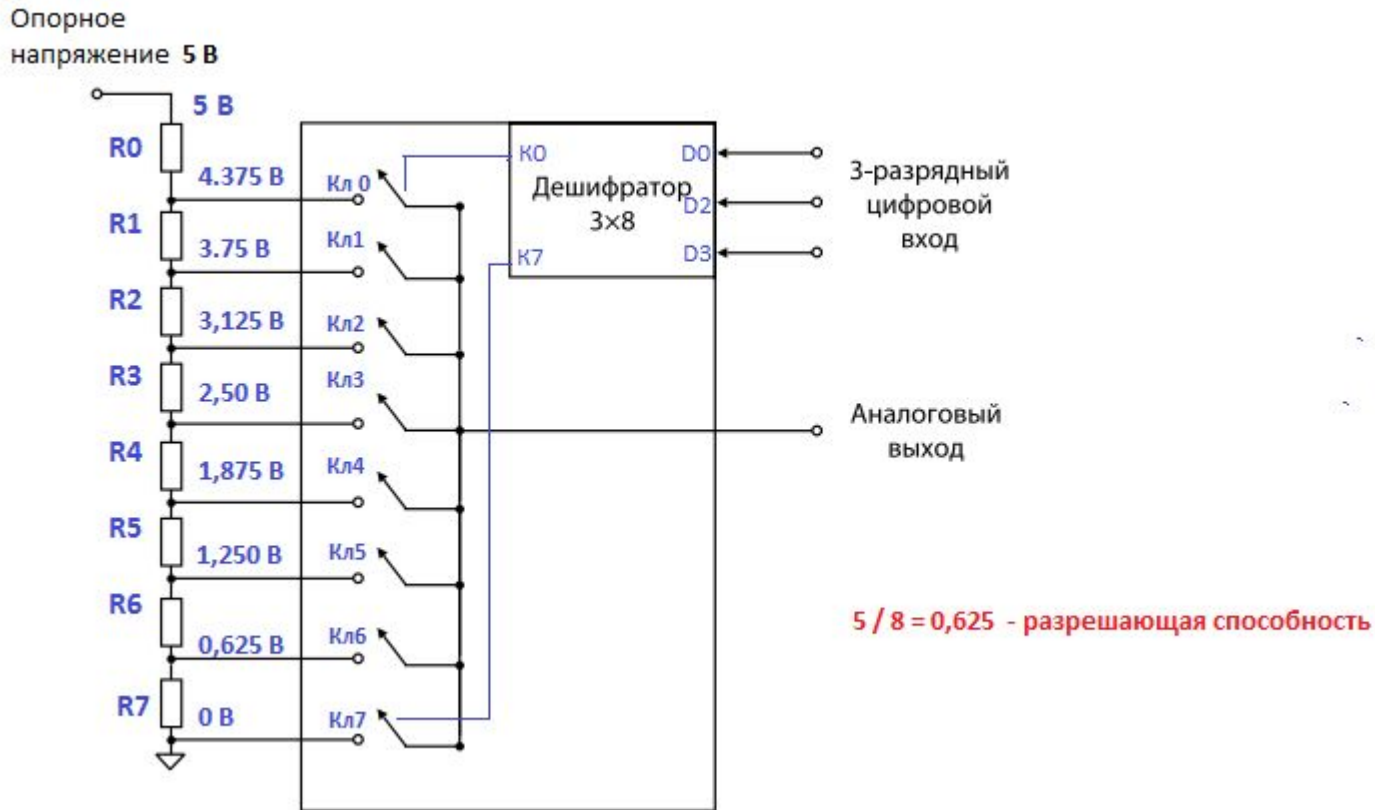 Опорное
напряжение 5 В
5 В
R0
4.375 В
Кл 0
R1
3.75 В
Кл1
R2
3,125 В
Кл2
R3
2,50 В
Кл3
R4
1,875 В
Кл4
R5
1,250 В
Кл5
R6
0,625 В
Кл6
R7
0 В
Кл7
K0
D0
Дешифратор
3×8
D2
K7
D3
3-разрядный
цифровой
вход
Аналоговый
выход
5 / 8 = 0,625 - разрешающая способность